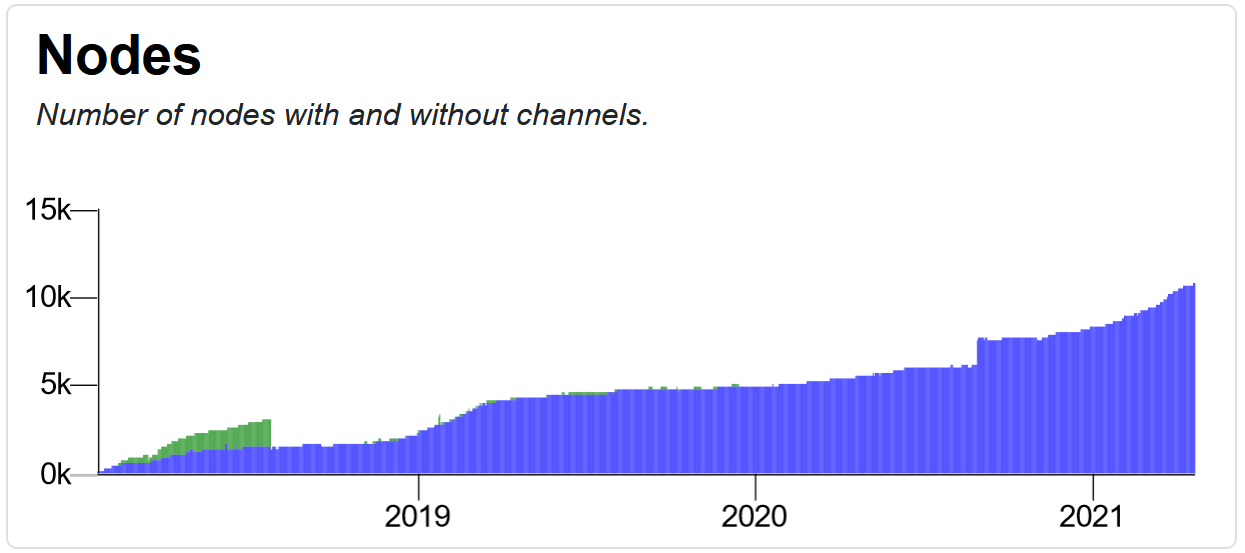 Nodes
Number of nodes with and without channels.
15k
10k
5k
0k
2019 2020 2021